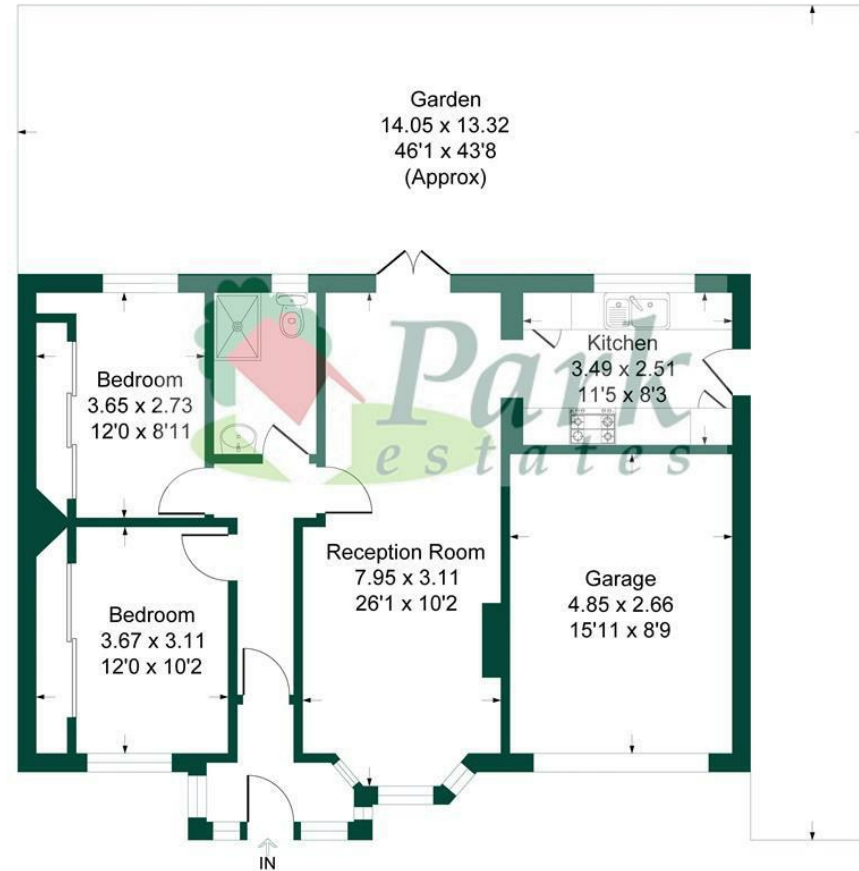 Garden
14.05 x 13.32
46'1 x 43'8
(Approx)
Park
estates
Kitchen
3.49 x 2.51
11'5 x 8'3
Bedroom
3.65 x 2.73
12'0 x 8'11
Reception Room
7.95 x 3.11
26'1 x 10'2
Garage
4.85 x 2.66
15'11 x 8'9
Bedroom
3.67 x 3.11
12'0 x 10'2
IN